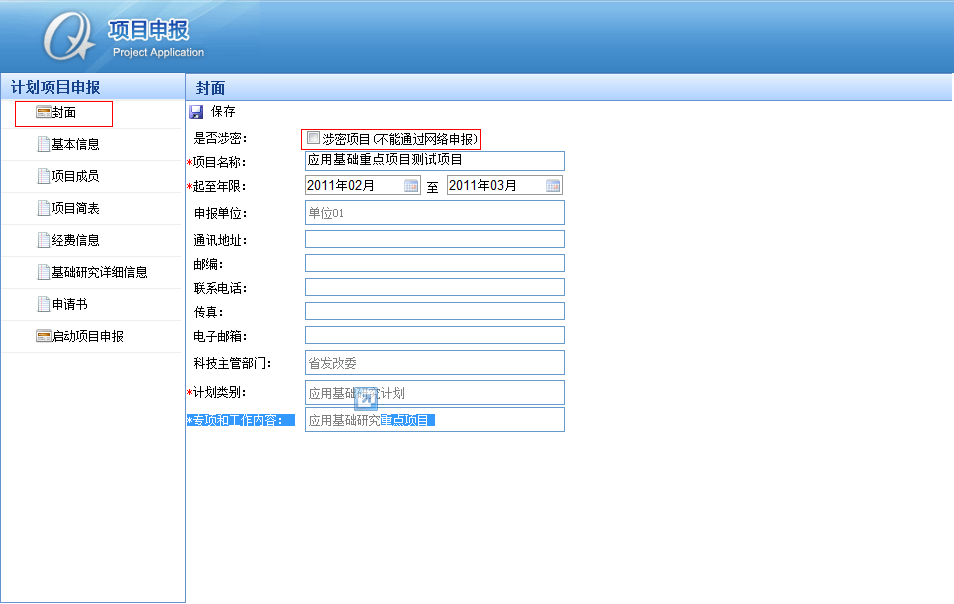 项目申报
Project Application
计划项目申报
封面
基本信息
项目成员
项目简表
经费信息
基础研究详细信息
申请书
启动项目申报
封面
保存
是否涉密： 涉密项目(不能通过网络申报)
*项目名称： 应用基础重点项目测试项目
*起至年限： 2011年02月 至 2011年03月
申报单位： 单位01
通讯地址：
邮编：
联系电话：
传真：
电子邮箱：
科技主管部门： 省发改委
*计划类别： 应用基础研究计划
*专项和工作内容： 应用基础研究重点项目